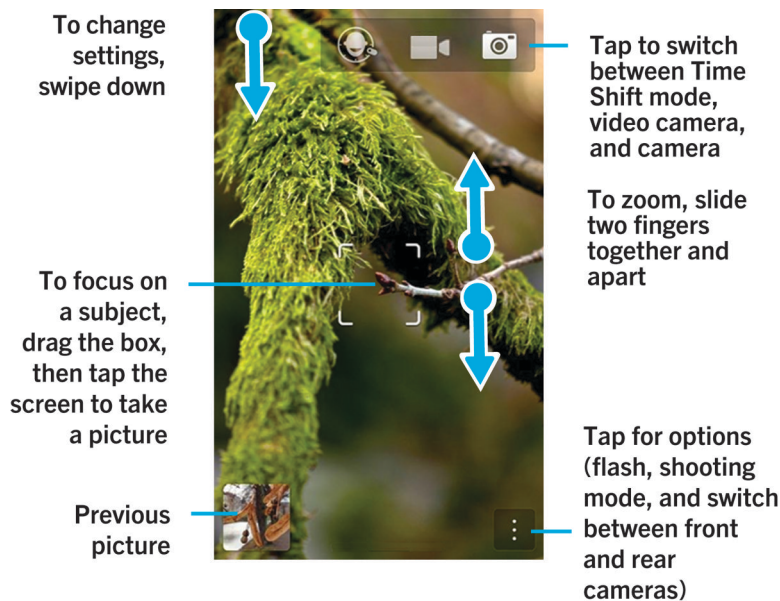 To change
settings,
swipe down
Tap to switch
between Time
Shift mode,
video camera,
and camera
To zoom, slide
two fingers
together and
apart
To focus on
a subject,
drag the box,
then tap the
screen to take
a picture
Previous
picture
Tap for options
(flash, shooting
mode, and switch
between front
and rear
cameras)